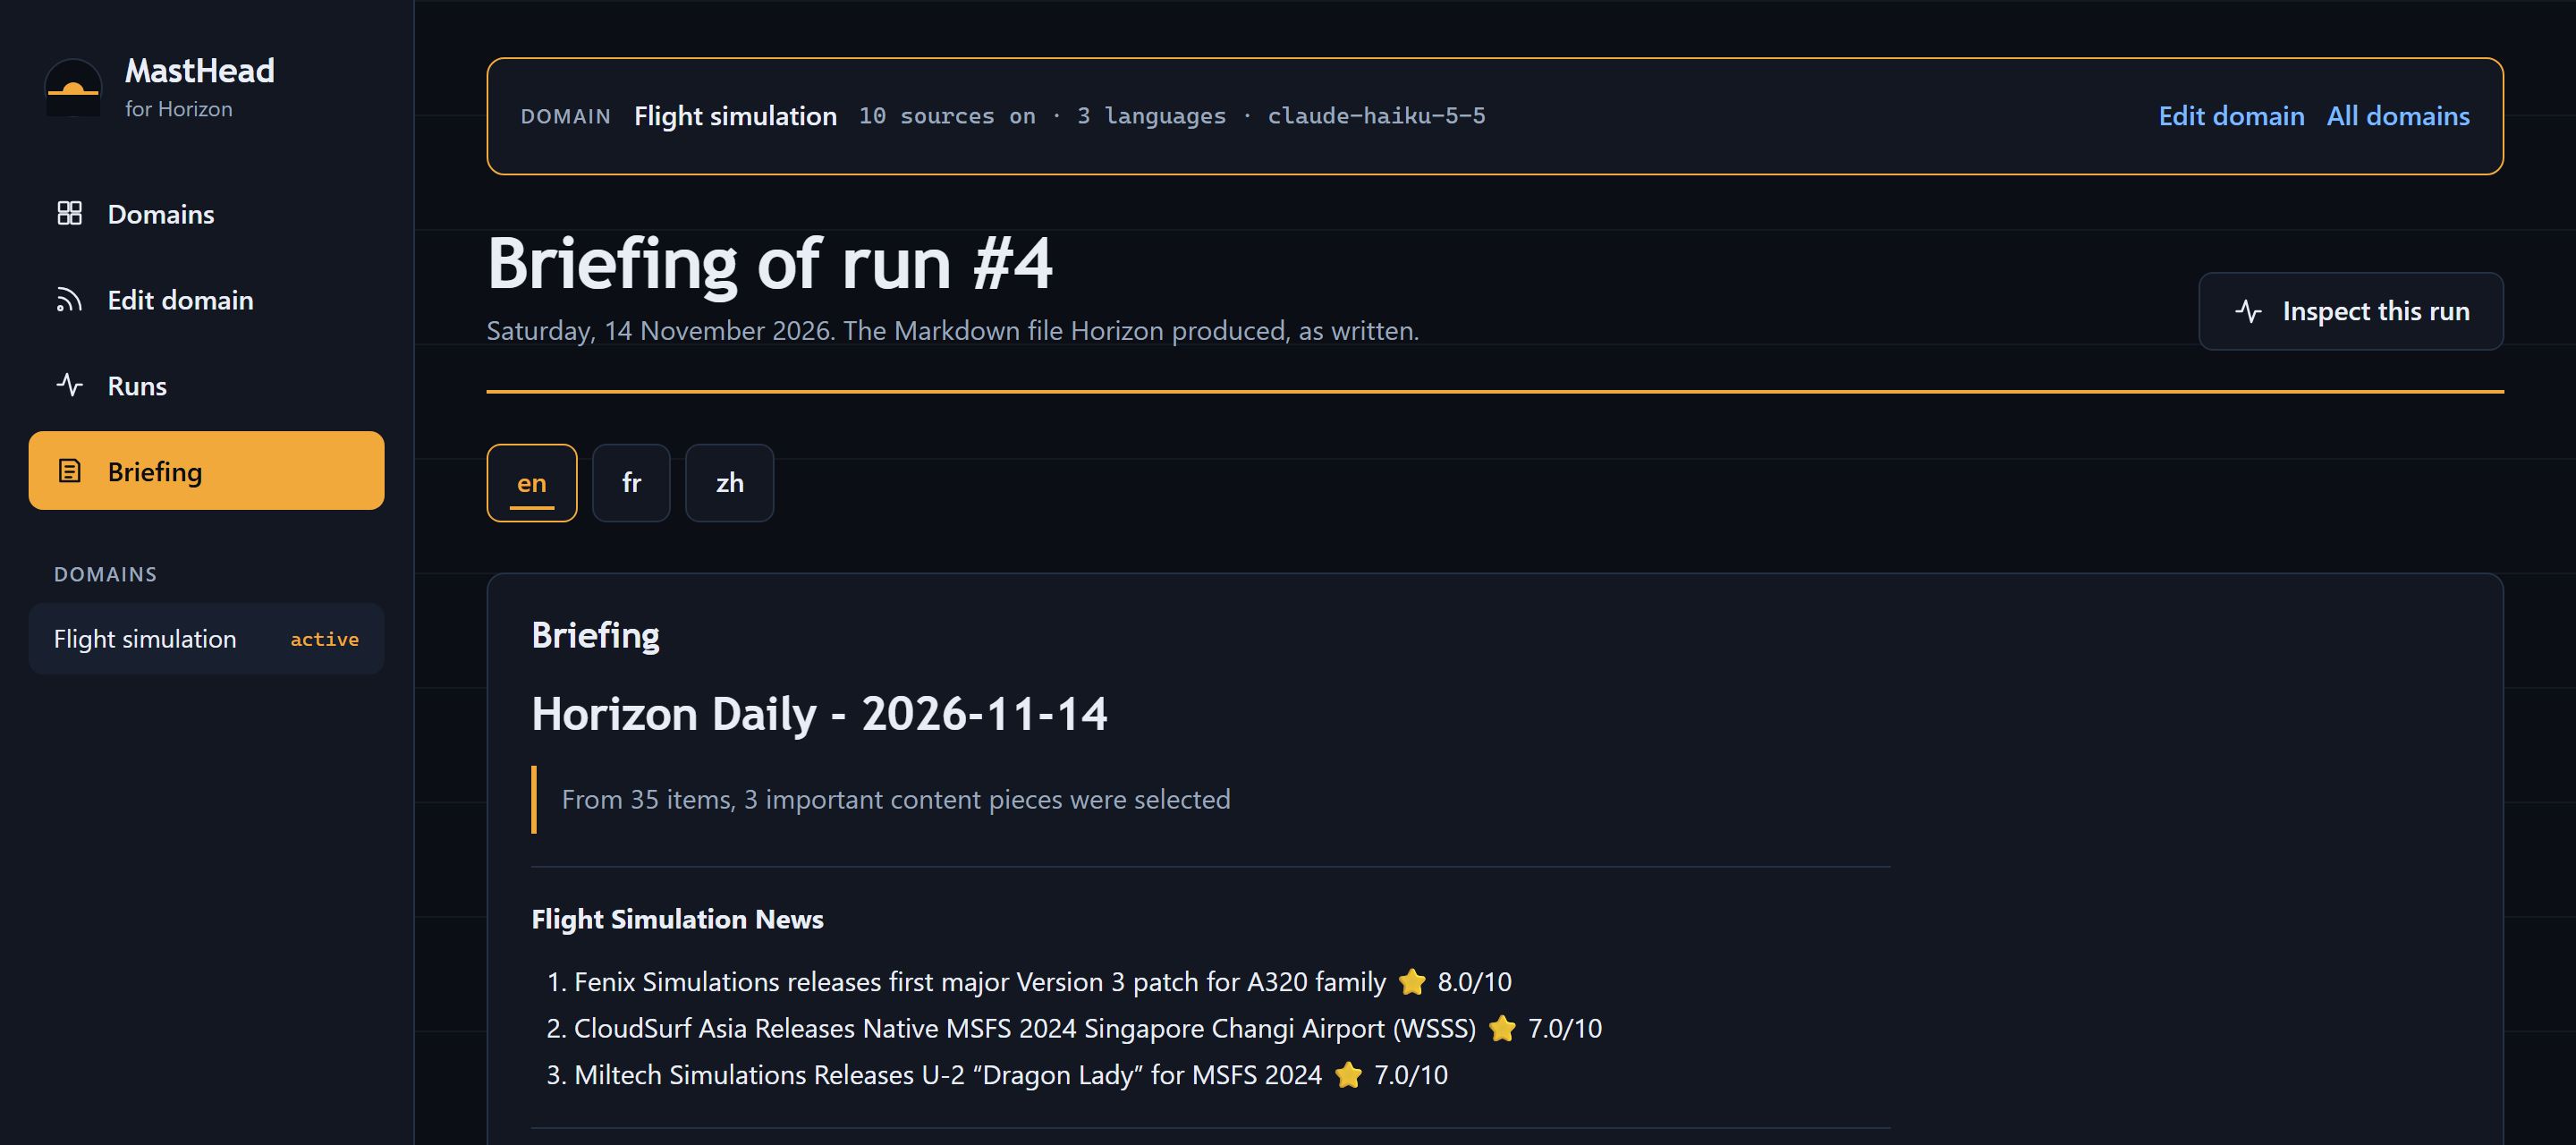 MastHead
for Horizon
Domains
Edit domain
Runs
Briefing
DOMAINS
Flight simulation active
DOMAIN Flight simulation 10 sources on · 3 languages · claude-haiku-5-5 Edit domain All domains
Briefing of run #4
Saturday, 14 November 2026. The Markdown file Horizon produced, as written.
Inspect this run
en fr zh
Briefing
Horizon Daily - 2026-11-14
From 35 items, 3 important content pieces were selected
Flight Simulation News
1. Fenix Simulations releases first major Version 3 patch for A320 family ⭐ 8.0/10
2. CloudSurf Asia Releases Native MSFS 2024 Singapore Changi Airport (WSSS) ⭐ 7.0/10
3. Miltech Simulations Releases U-2 “Dragon Lady” for MSFS 2024 ⭐ 7.0/10